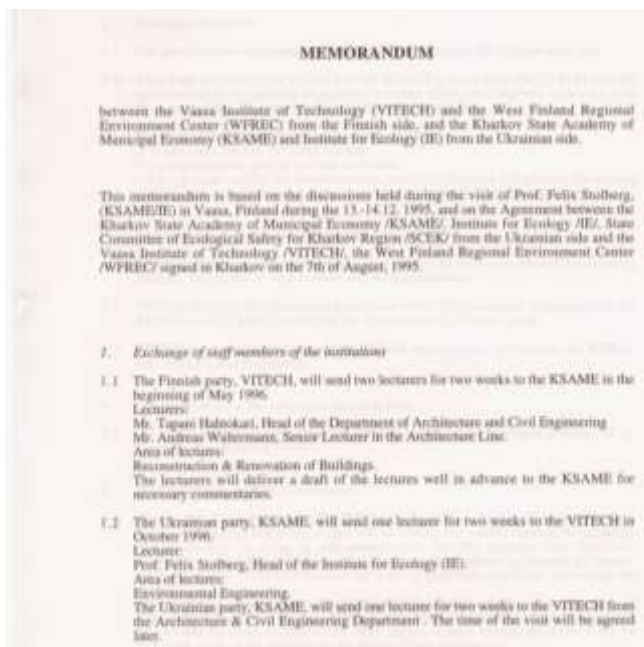 MEMORANDUM
between the Vaasa Institute of Technology (VITECH) and the West Finland Regional
Environment Center (WFREC) from the Finnish side, and the Kharkov State Academy of
Municipal Economy (KSAME) and Institute for Ecology (IE) from the Ukrainian side.
This memorandum is based on the discussions held during the visit of Prof. Felix Stolberg,
(KSAME/IE) in Vaasa, Finland during the 13.-14.12. 1995, and on the Agreement between the
Kharkov State Academy of Municipal Economy /KSAME/, Institute for Ecology /IE/, State
Committee of Ecological Safety for Kharkov Region /SCEK/ from the Ukrainian side and the
Vaasa Institute of Technology /VITECH/, the West Finland Regional Environment Center
/WFREC/ signed in Kharkov on the 7th of August, 1995.
1. Exchange of staff members of the institutions
1.1 The Finnish party, VITECH, will send two lecturers for two weeks to the KSAME in the
beginning of May 1996.
Lecturers:
Mr. Tapani Head of the Department of Architecture and Civil Engineering
Mr. Andreas Senior Lecturer in the Architecture Line.
Area of lectures:
Reconstruction & Renovation of Buildings.
The lecturers will deliver a draft of the lectures well in advance to the KSAME for
necessary commentaries.
1.2 The Ukrainian party, KSAME, will send one lecturer for two weeks to the VITECH in
October 1996.
Lecturer:
Prof. Felix Stolberg, Head of the Institute for Ecology (IE).
Area of lectures:
Environmental Engineering.
The Ukrainian party, KSAME, will send one lecturer for two weeks to the VITECH from
the Architecture & Civil Engineering Department . The time of the visit will be agreed
later.